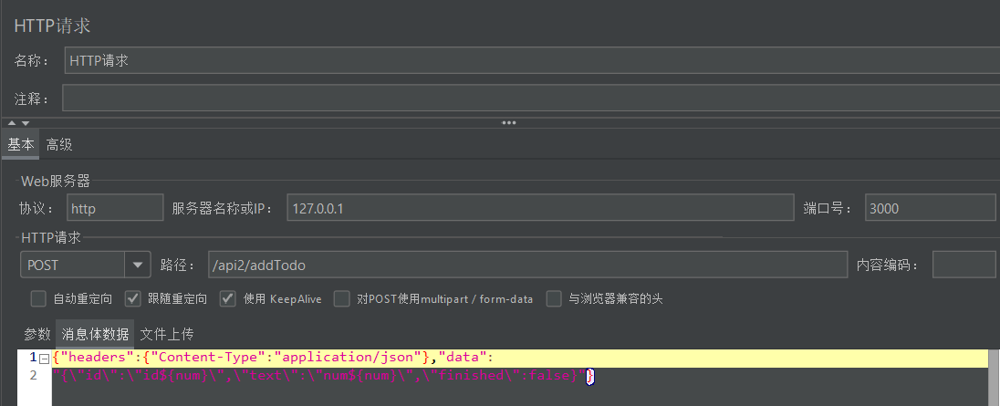 HTTP请求
名称: HTTP请求
注释:
基本 高级
Web服务器
协议: http 服务器名称或IP: 127.0.0.1 端口号: 3000
HTTP请求
POST 路径: /api2/addTodo 内容编码:
自动重定向 跟随重定向 使用 KeepAlive 对POST使用multipart / form-data 与浏览器兼容的头
参数 消息体数据 文件上传
1 {"headers":{"Content-Type":"application/json"},"data":
2 "{\"id\":\"id${num}\",\"text\":\"num${num}\",\"finished\":false}"}